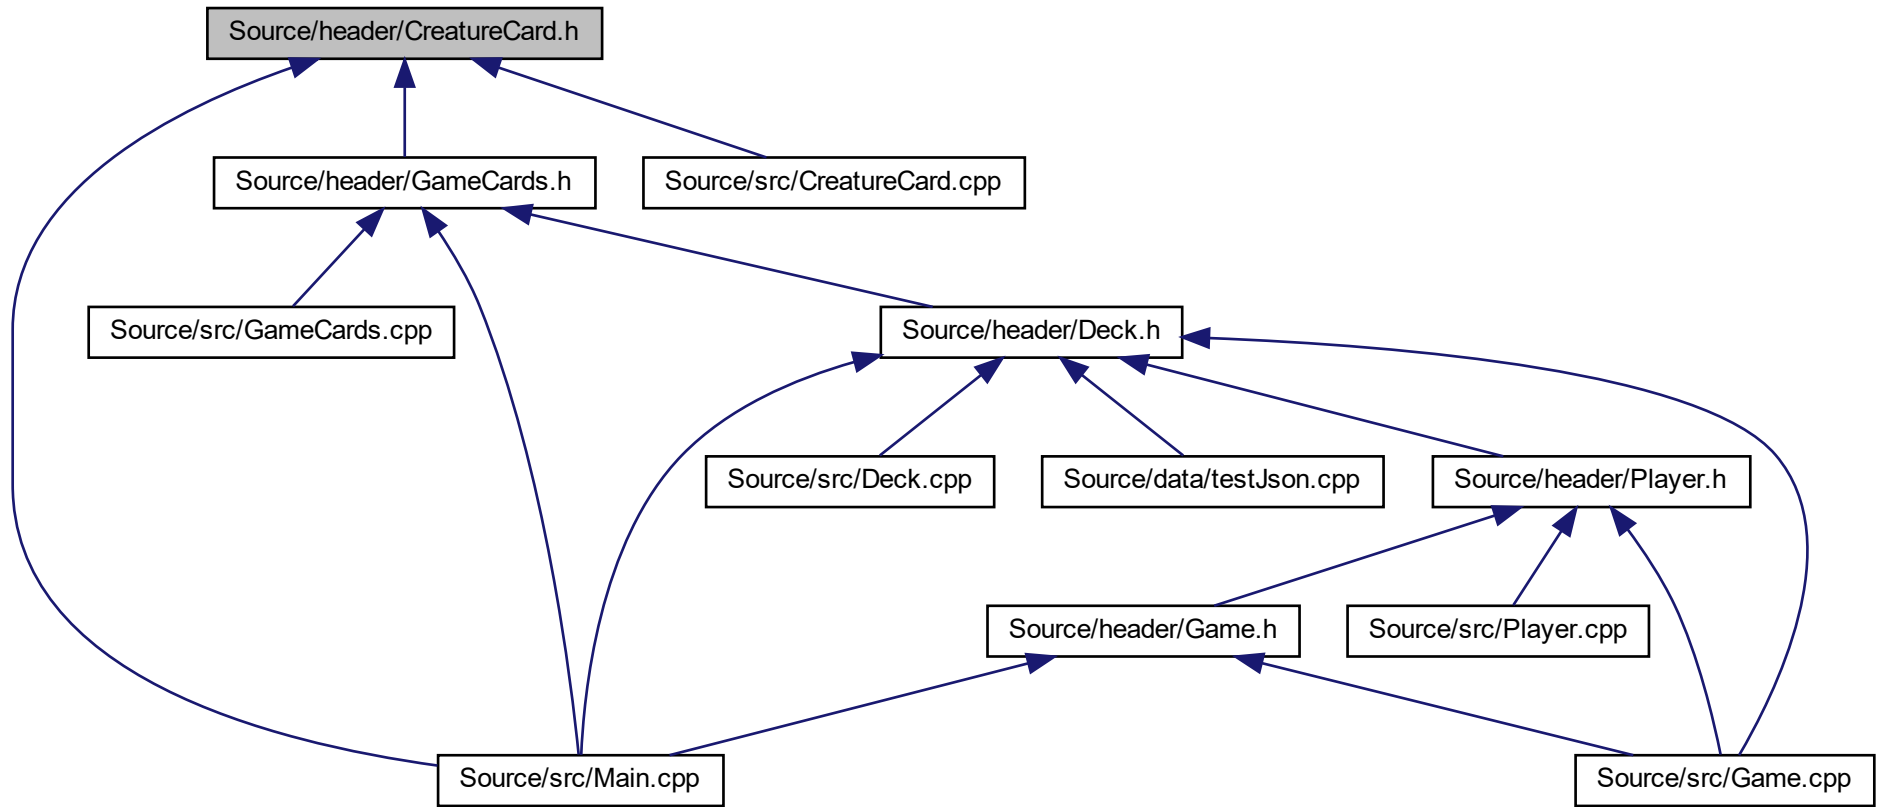 Source/header/CreatureCard.h
Source/header/GameCards.h
Source/src/CreatureCard.cpp
Source/src/GameCards.cpp
Source/header/Deck.h
Source/src/Deck.cpp
Source/data/testJson.cpp
Source/header/Player.h
Source/header/Game.h
Source/src/Player.cpp
Source/src/Main.cpp
Source/src/Game.cpp